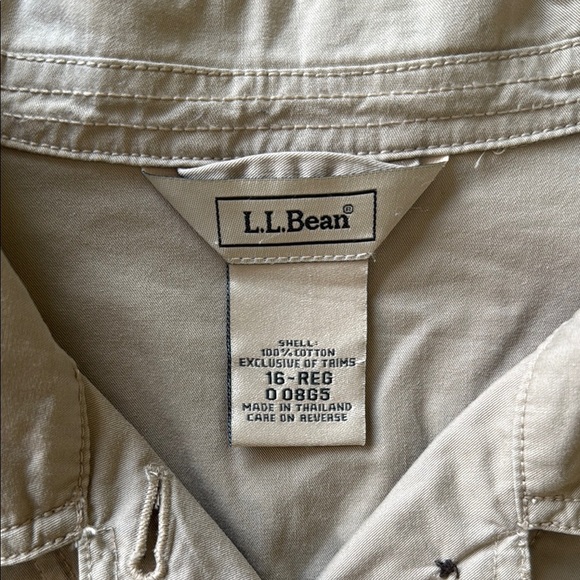 L.L.Bean®
SHELL:
100% COTTON
EXCLUSIVE OF TRIMS
16-REG
0 08G5
MADE IN THAILAND
CARE ON REVERSE